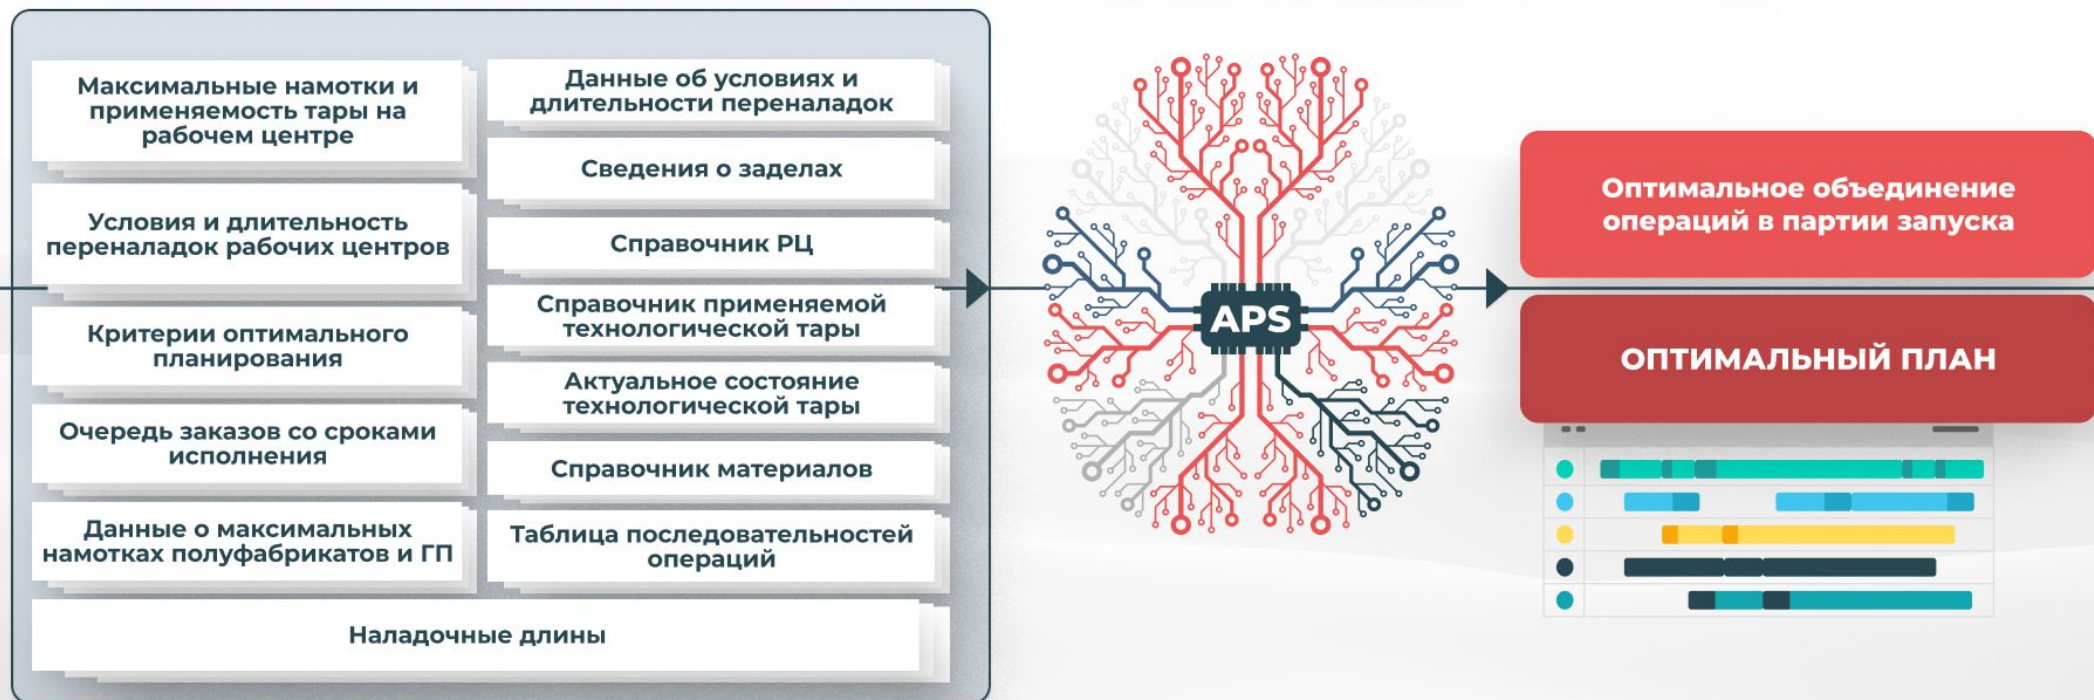 Максимальные намотки и
применяемость тары на
рабочем центре
Условия и длительность
переналадок рабочих центров
Критерии оптимального
планирования
Очередь заказов со сроками
исполнения
Данные о максимальных
намотках полуфабрикатов и ГП
Данные об условиях и
длительности переналадок
Сведения о заделах
Справочник РЦ
Справочник применяемой
технологической тары
Актуальное состояние
технологической тары
Справочник материалов
Таблица последовательностей
операций
Наладочные длины
APS
Оптимальное объединение
операций в партии запуска
ОПТИМАЛЬНЫЙ ПЛАН